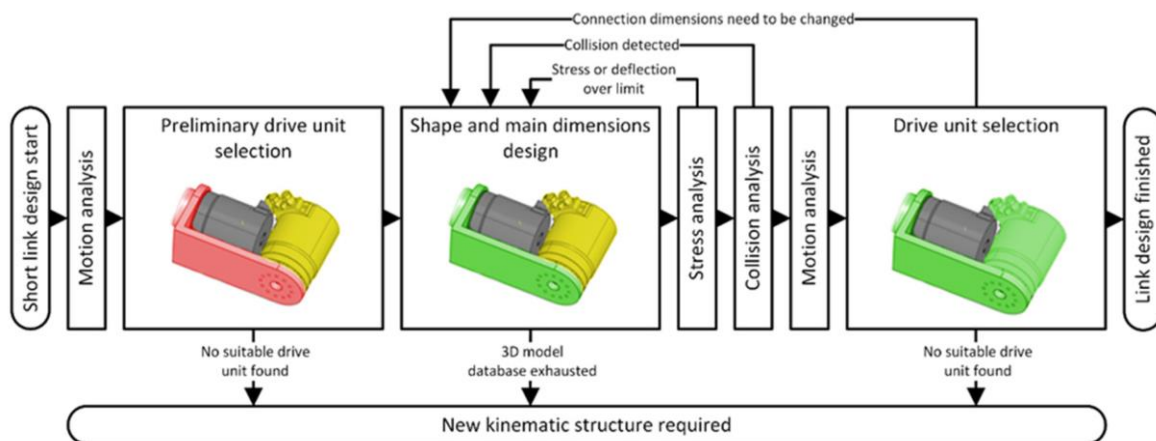 Connection dimensions need to be changed
Collision detected
Stress or deflection
over limit
Short link design start
Motion analysis
Preliminary drive unit
selection
Shape and main dimensions
design
Stress analysis
Collision analysis
Motion analysis
Drive unit selection
Link design finished
No suitable drive
unit found
3D model
database exhausted
No suitable drive
unit found
New kinematic structure required